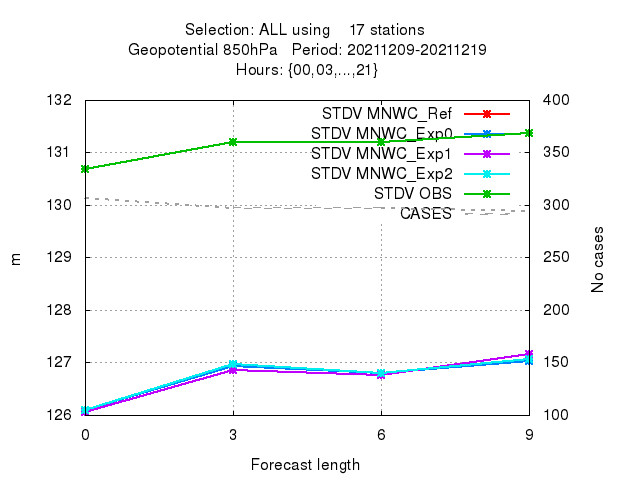 Selection: ALL using    17 stations
Geopotential 850hPa   Period: 20211209-20211219
Hours: {00,03,...,21}
132
131
130
129
128
127
126
400
350
300
250
200
150
100
STDV MNWC_Ref
STDV MNWC_Exp0
STDV MNWC_Exp1
STDV MNWC_Exp2
STDV OBS
CASES
m
No cases
0 3 6 9
Forecast length